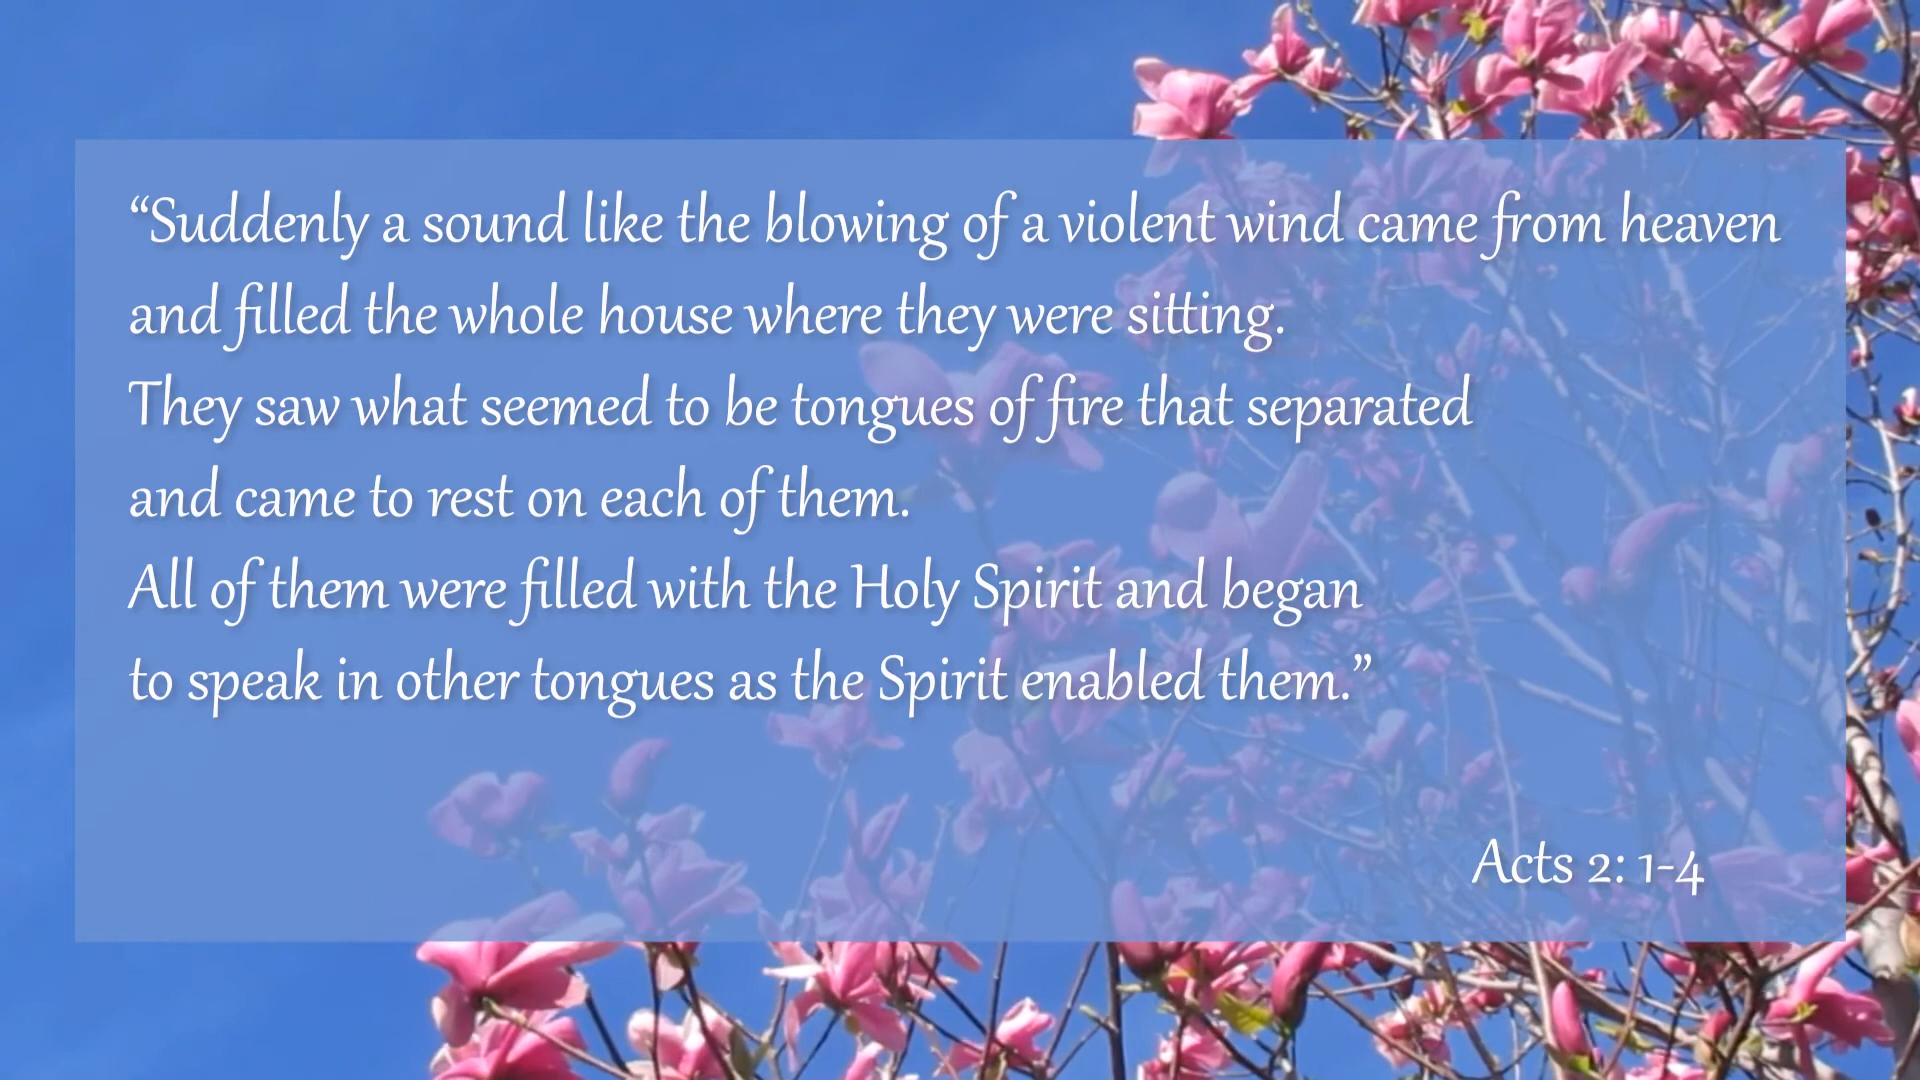 “Suddenly a sound like the blowing of a violent wind came from heaven
and filled the whole house where they were sitting.
They saw what seemed to be tongues of fire that separated
and came to rest on each of them.
All of them were filled with the Holy Spirit and began
to speak in other tongues as the Spirit enabled them.”
Acts 2: 1-4